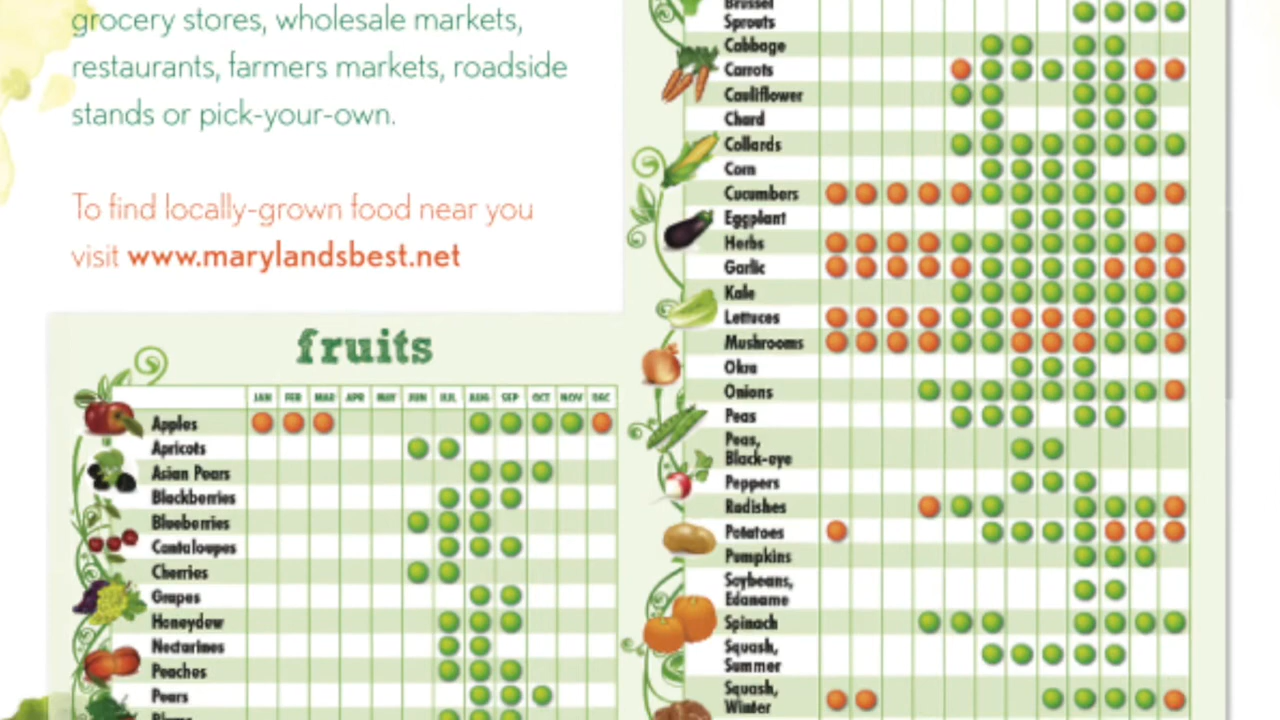 grocery stores, wholesale markets,
restaurants, farmers markets, roadside
stands or pick-your-own.
To find locally-grown food near you
visit www.marylandsbest.net
fruits
JAN FEB MAR APR MAY JUN JUL AUG SEP OCT NOV DEC
Apples
Apricots
Asian Pears
Blackberries
Blueberries
Cantaloupes
Cherries
Grapes
Honeydew
Nectarines
Peaches
Pears
Brussel
Sprouts
Cabbage
Carrots
Cauliflower
Chard
Collards
Corn
Cucumbers
Eggplant
Herbs
Garlic
Kale
Lettuces
Mushrooms
Okra
Onions
Peas
Peas,
Black-eye
Peppers
Radishes
Potatoes
Pumpkins
Soybeans,
Edaname
Spinach
Squash,
Summer
Squash,
Winter